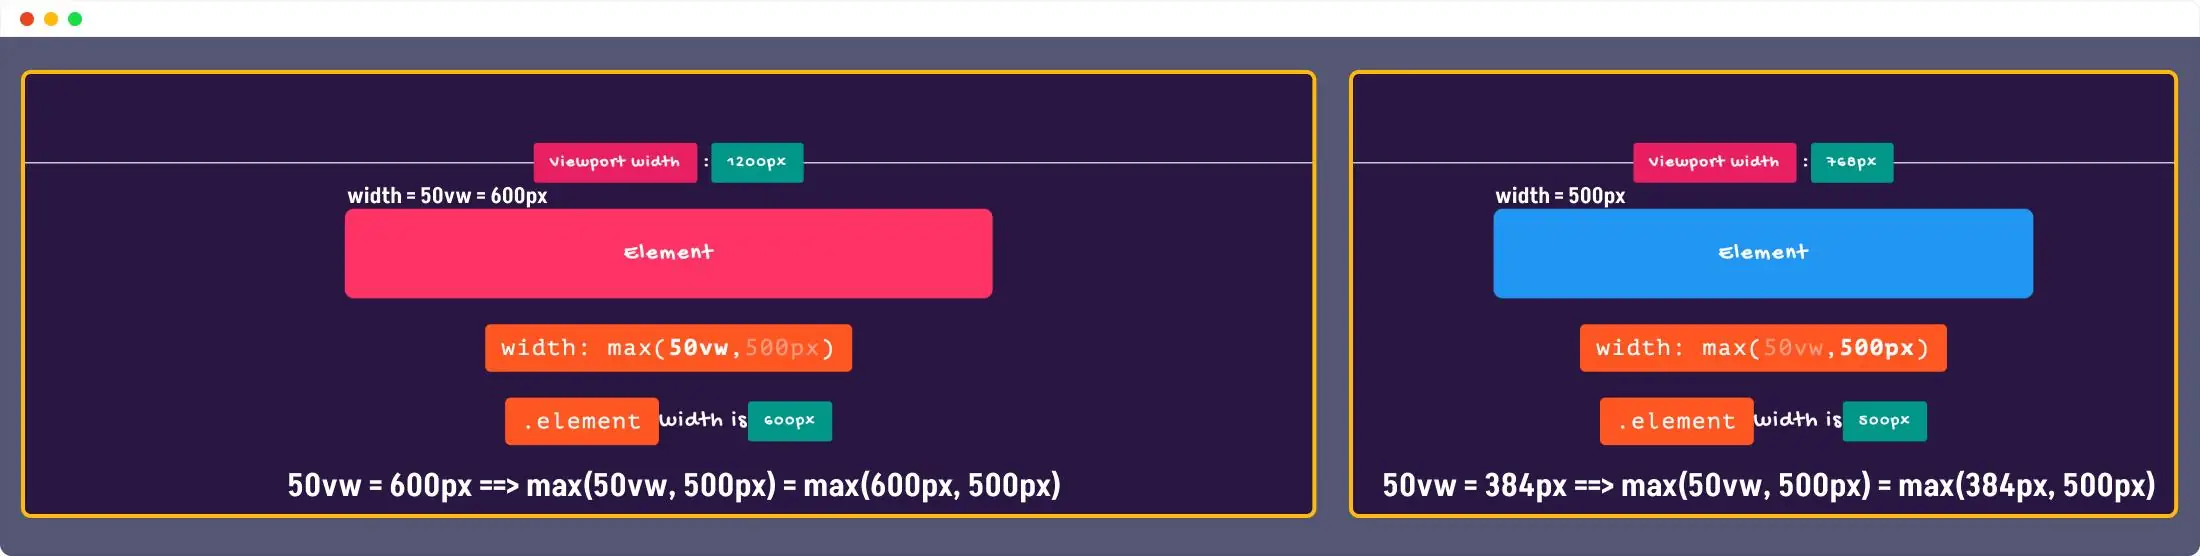 Viewport width : 1200px
width = 50vw = 600px
Element
width: max(50vw,500px)
.element width is 600px
50vw = 600px ==> max(50vw, 500px) = max(600px, 500px)
Viewport width : 768px
width = 500px
Element
width: max(50vw,500px)
.element width is 500px
50vw = 384px ==> max(50vw, 500px) = max(384px, 500px)